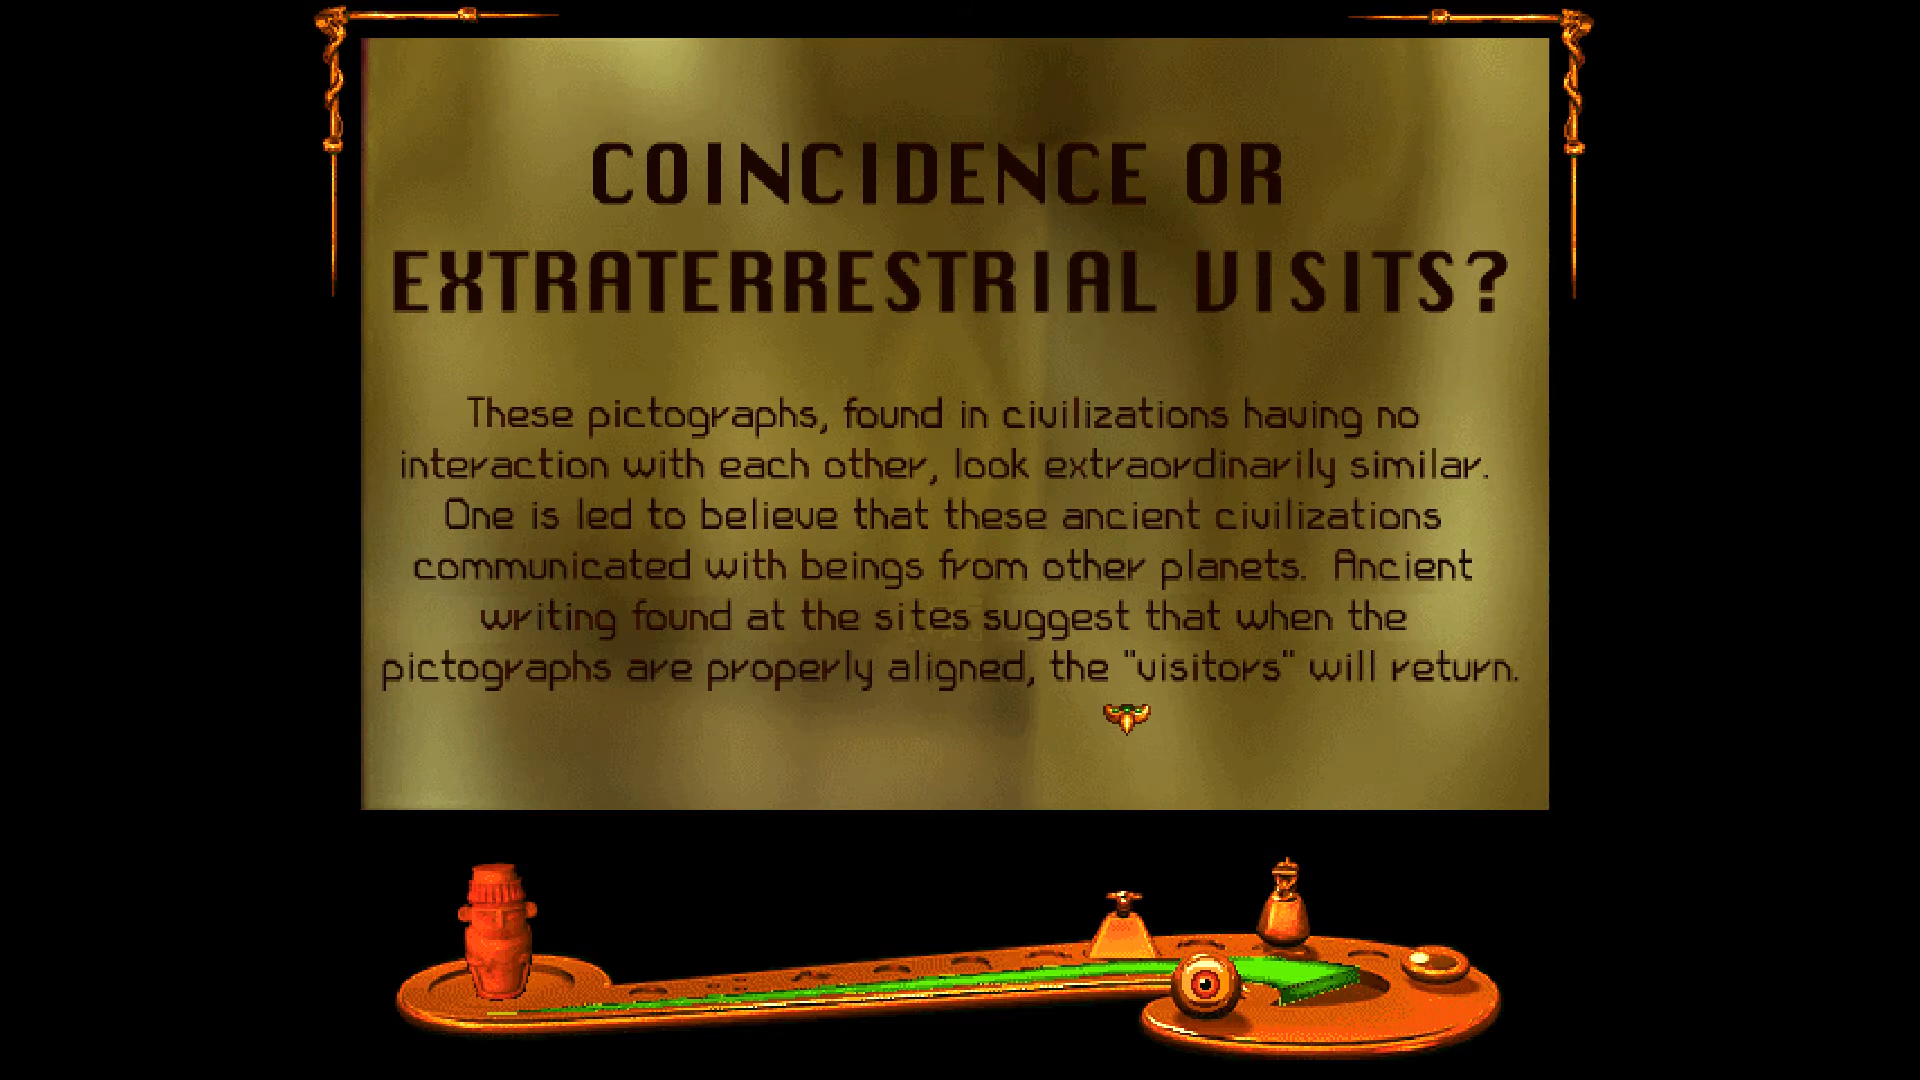 COINCIDENCE OR
EXTRATERRESTRIAL VISITS?
These pictographs, found in civilizations having no
interaction with each other, look extraordinarily similar.
One is led to believe that these ancient civilizations
communicated with beings from other planets. Ancient
writing found at the sites suggest that when the
pictographs are properly aligned, the "visitors" will return.